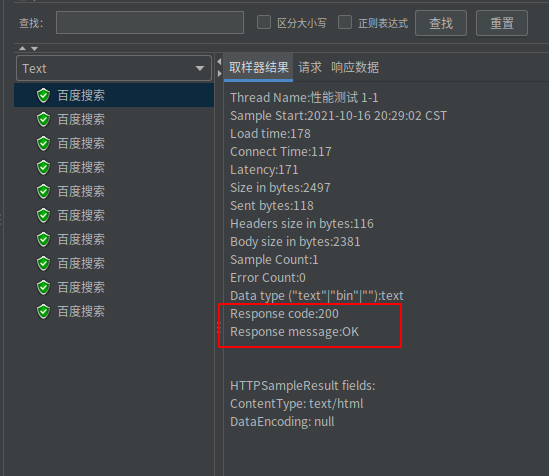 查找: 区分大小写 正则表达式 查找 重置
Text
取样器结果 请求 响应数据
百度搜索
百度搜索
百度搜索
百度搜索
百度搜索
百度搜索
百度搜索
百度搜索
百度搜索
百度搜索
Thread Name:性能测试 1-1
Sample Start:2021-10-16 20:29:02 CST
Load time:178
Connect Time:117
Latency:171
Size in bytes:2497
Sent bytes:118
Headers size in bytes:116
Body size in bytes:2381
Sample Count:1
Error Count:0
Data type ("text"|"bin"|""):text
Response code:200
Response message:OK
HTTPSampleResult fields:
ContentType: text/html
DataEncoding: null